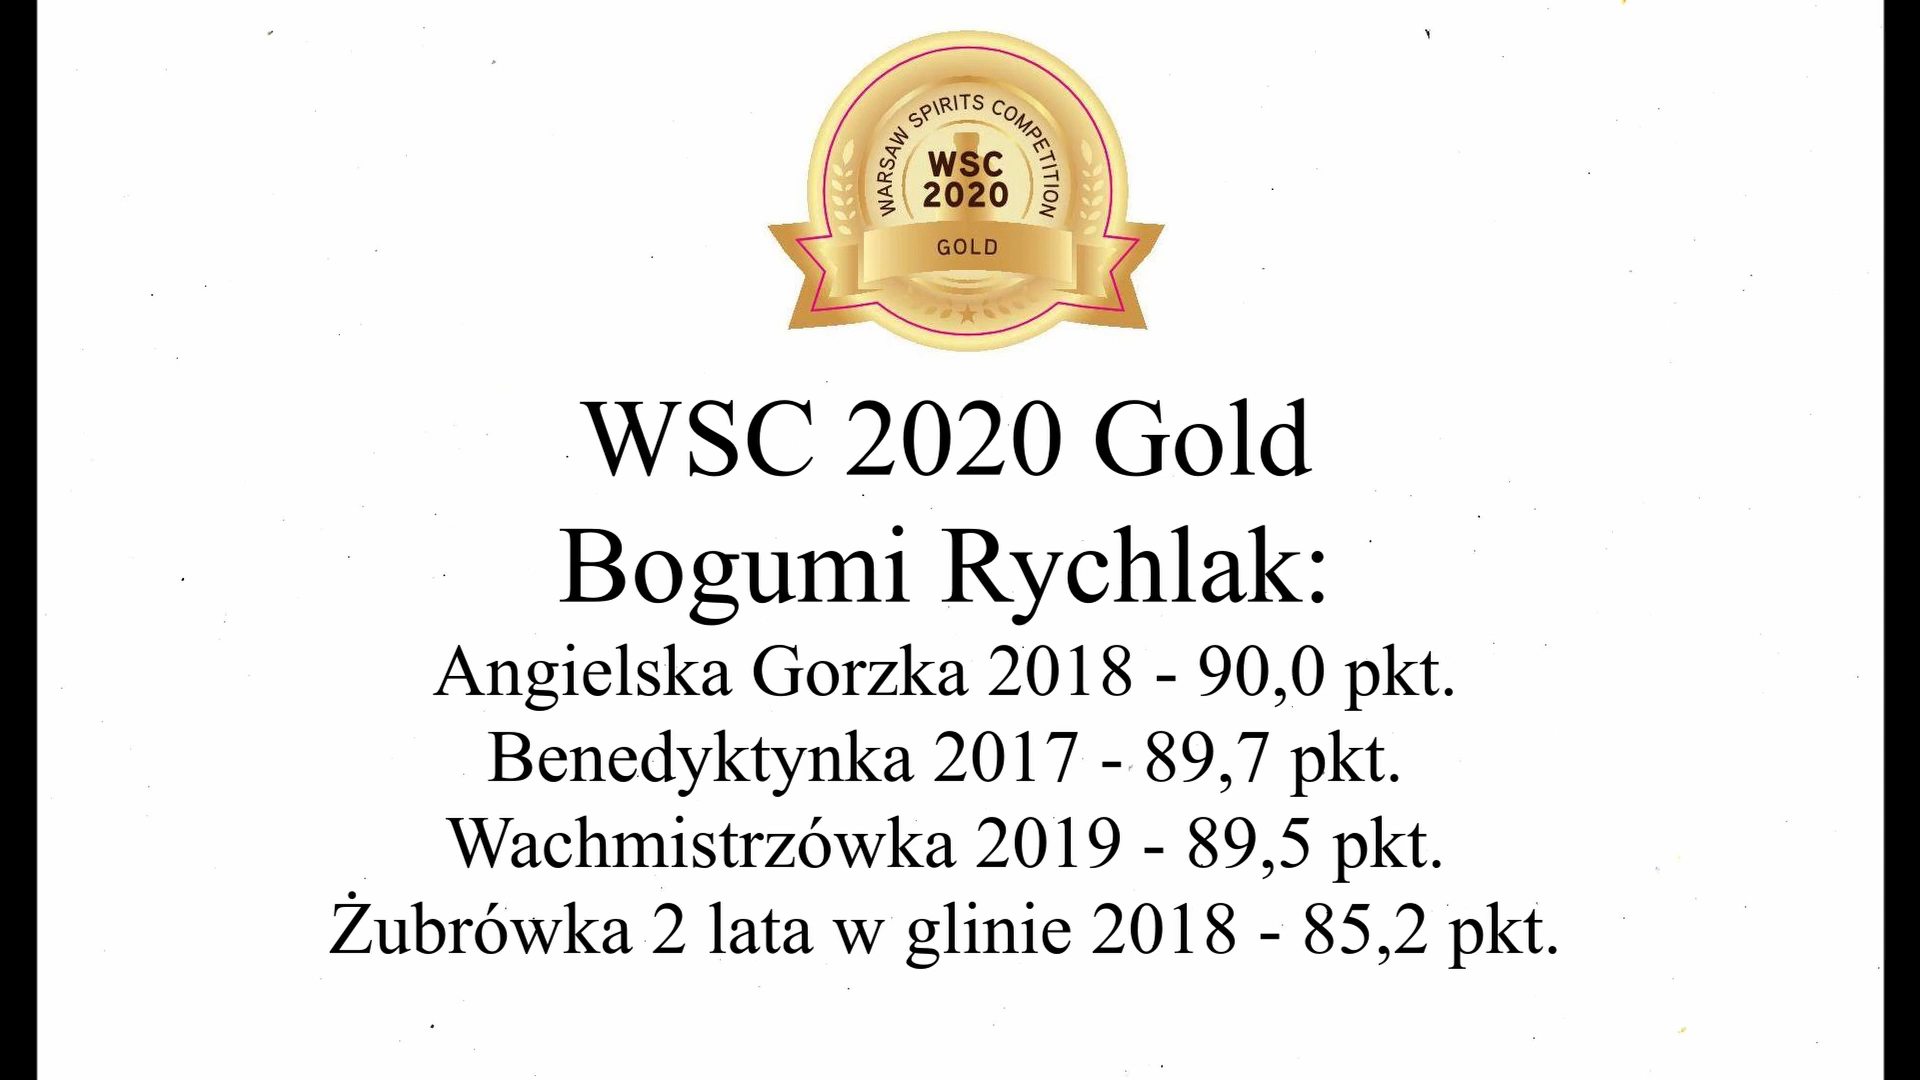 WARSAW SPIRITS COMPETITION
WSC
2020
GOLD
WSC 2020 Gold
Bogumi Rychlak:
Angielska Gorzka 2018 - 90,0 pkt.
Benedyktynka 2017 - 89,7 pkt.
Wachmistrzówka 2019 - 89,5 pkt.
Żubrówka 2 lata w glinie 2018 - 85,2 pkt.